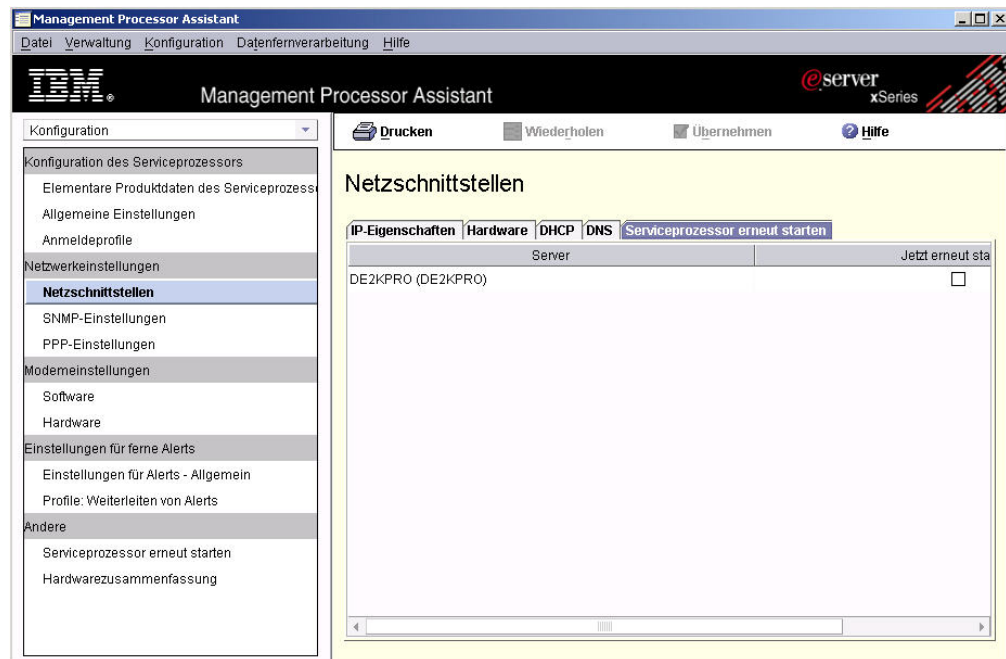 Management Processor Assistant
Datei Verwaltung Konfiguration Datenfernverarbeitung Hilfe
IBM® Management Processor Assistant
@server
xSeries
Konfiguration
Drucken Wiederholen Übernehmen Hilfe
Konfiguration des Serviceprozessors
Elementare Produktdaten des Serviceprozess
Allgemeine Einstellungen
Anmeldeprofile
Netzwerkeinstellungen
Netzschnittstellen
SNMP-Einstellungen
PPP-Einstellungen
Modemeinstellungen
Software
Hardware
Einstellungen für ferne Alerts
Einstellungen für Alerts - Allgemein
Profile: Weiterleiten von Alerts
Andere
Serviceprozessor erneut starten
Hardwarezusammenfassung
Netzschnittstellen
IP-Eigenschaften Hardware DHCP DNS Serviceprozessor erneut starten
Server Jetzt erneut sta
DE2KPRO (DE2KPRO)